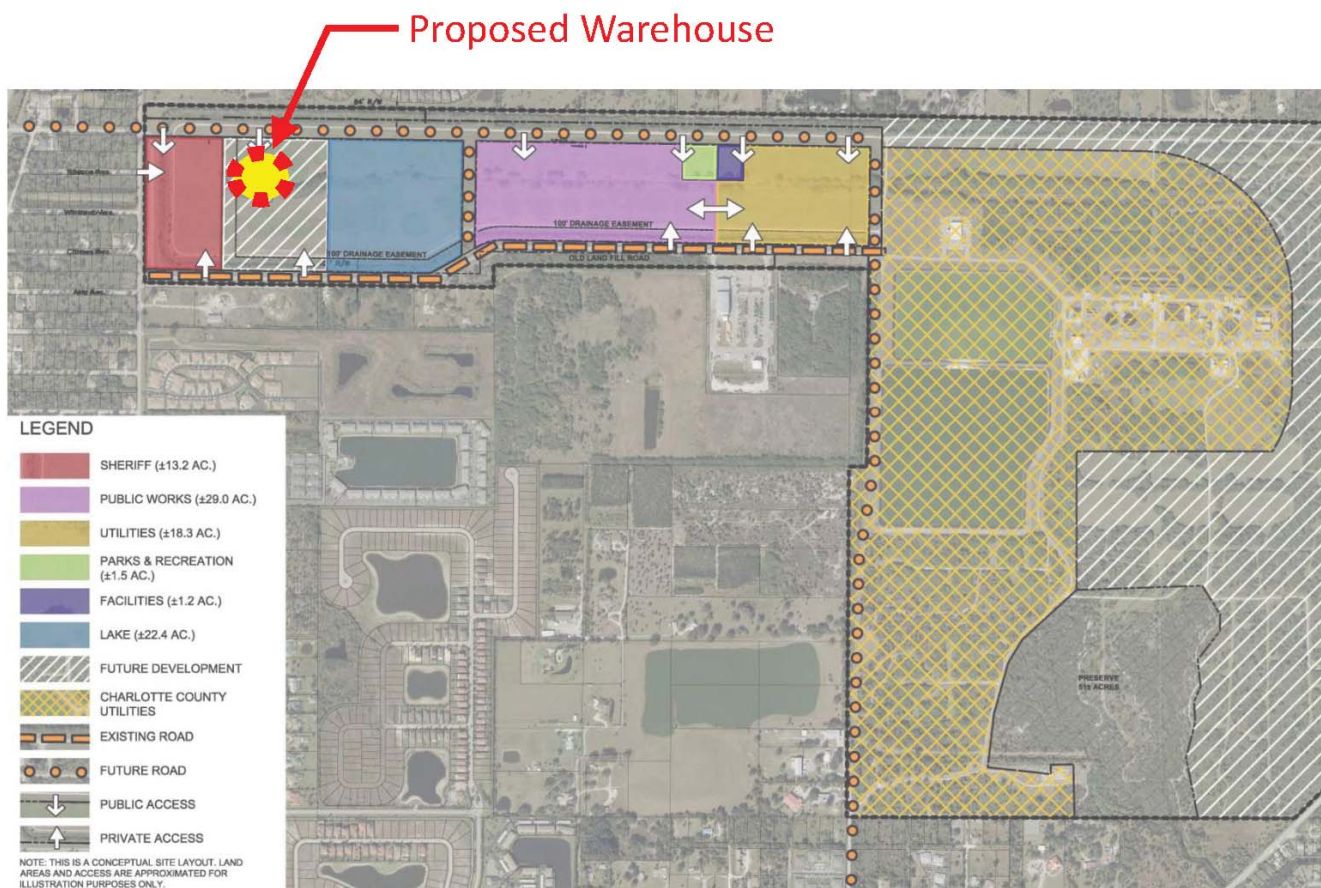 Proposed Warehouse
84' R/W
100' DRAINAGE EASEMENT
100' DRAINAGE EASEMENT
OLD LAND FILL ROAD
PRESERVE
51± ACRES
LEGEND
SHERIFF (±13.2 AC.)
PUBLIC WORKS (±29.0 AC.)
UTILITIES (±18.3 AC.)
PARKS & RECREATION
(±1.5 AC.)
FACILITIES (±1.2 AC.)
LAKE (±22.4 AC.)
FUTURE DEVELOPMENT
CHARLOTTE COUNTY
UTILITIES
EXISTING ROAD
FUTURE ROAD
PUBLIC ACCESS
PRIVATE ACCESS
NOTE: THIS IS A CONCEPTUAL SITE LAYOUT. LAND
AREAS AND ACCESS ARE APPROXIMATED FOR
ILLUSTRATION PURPOSES ONLY.